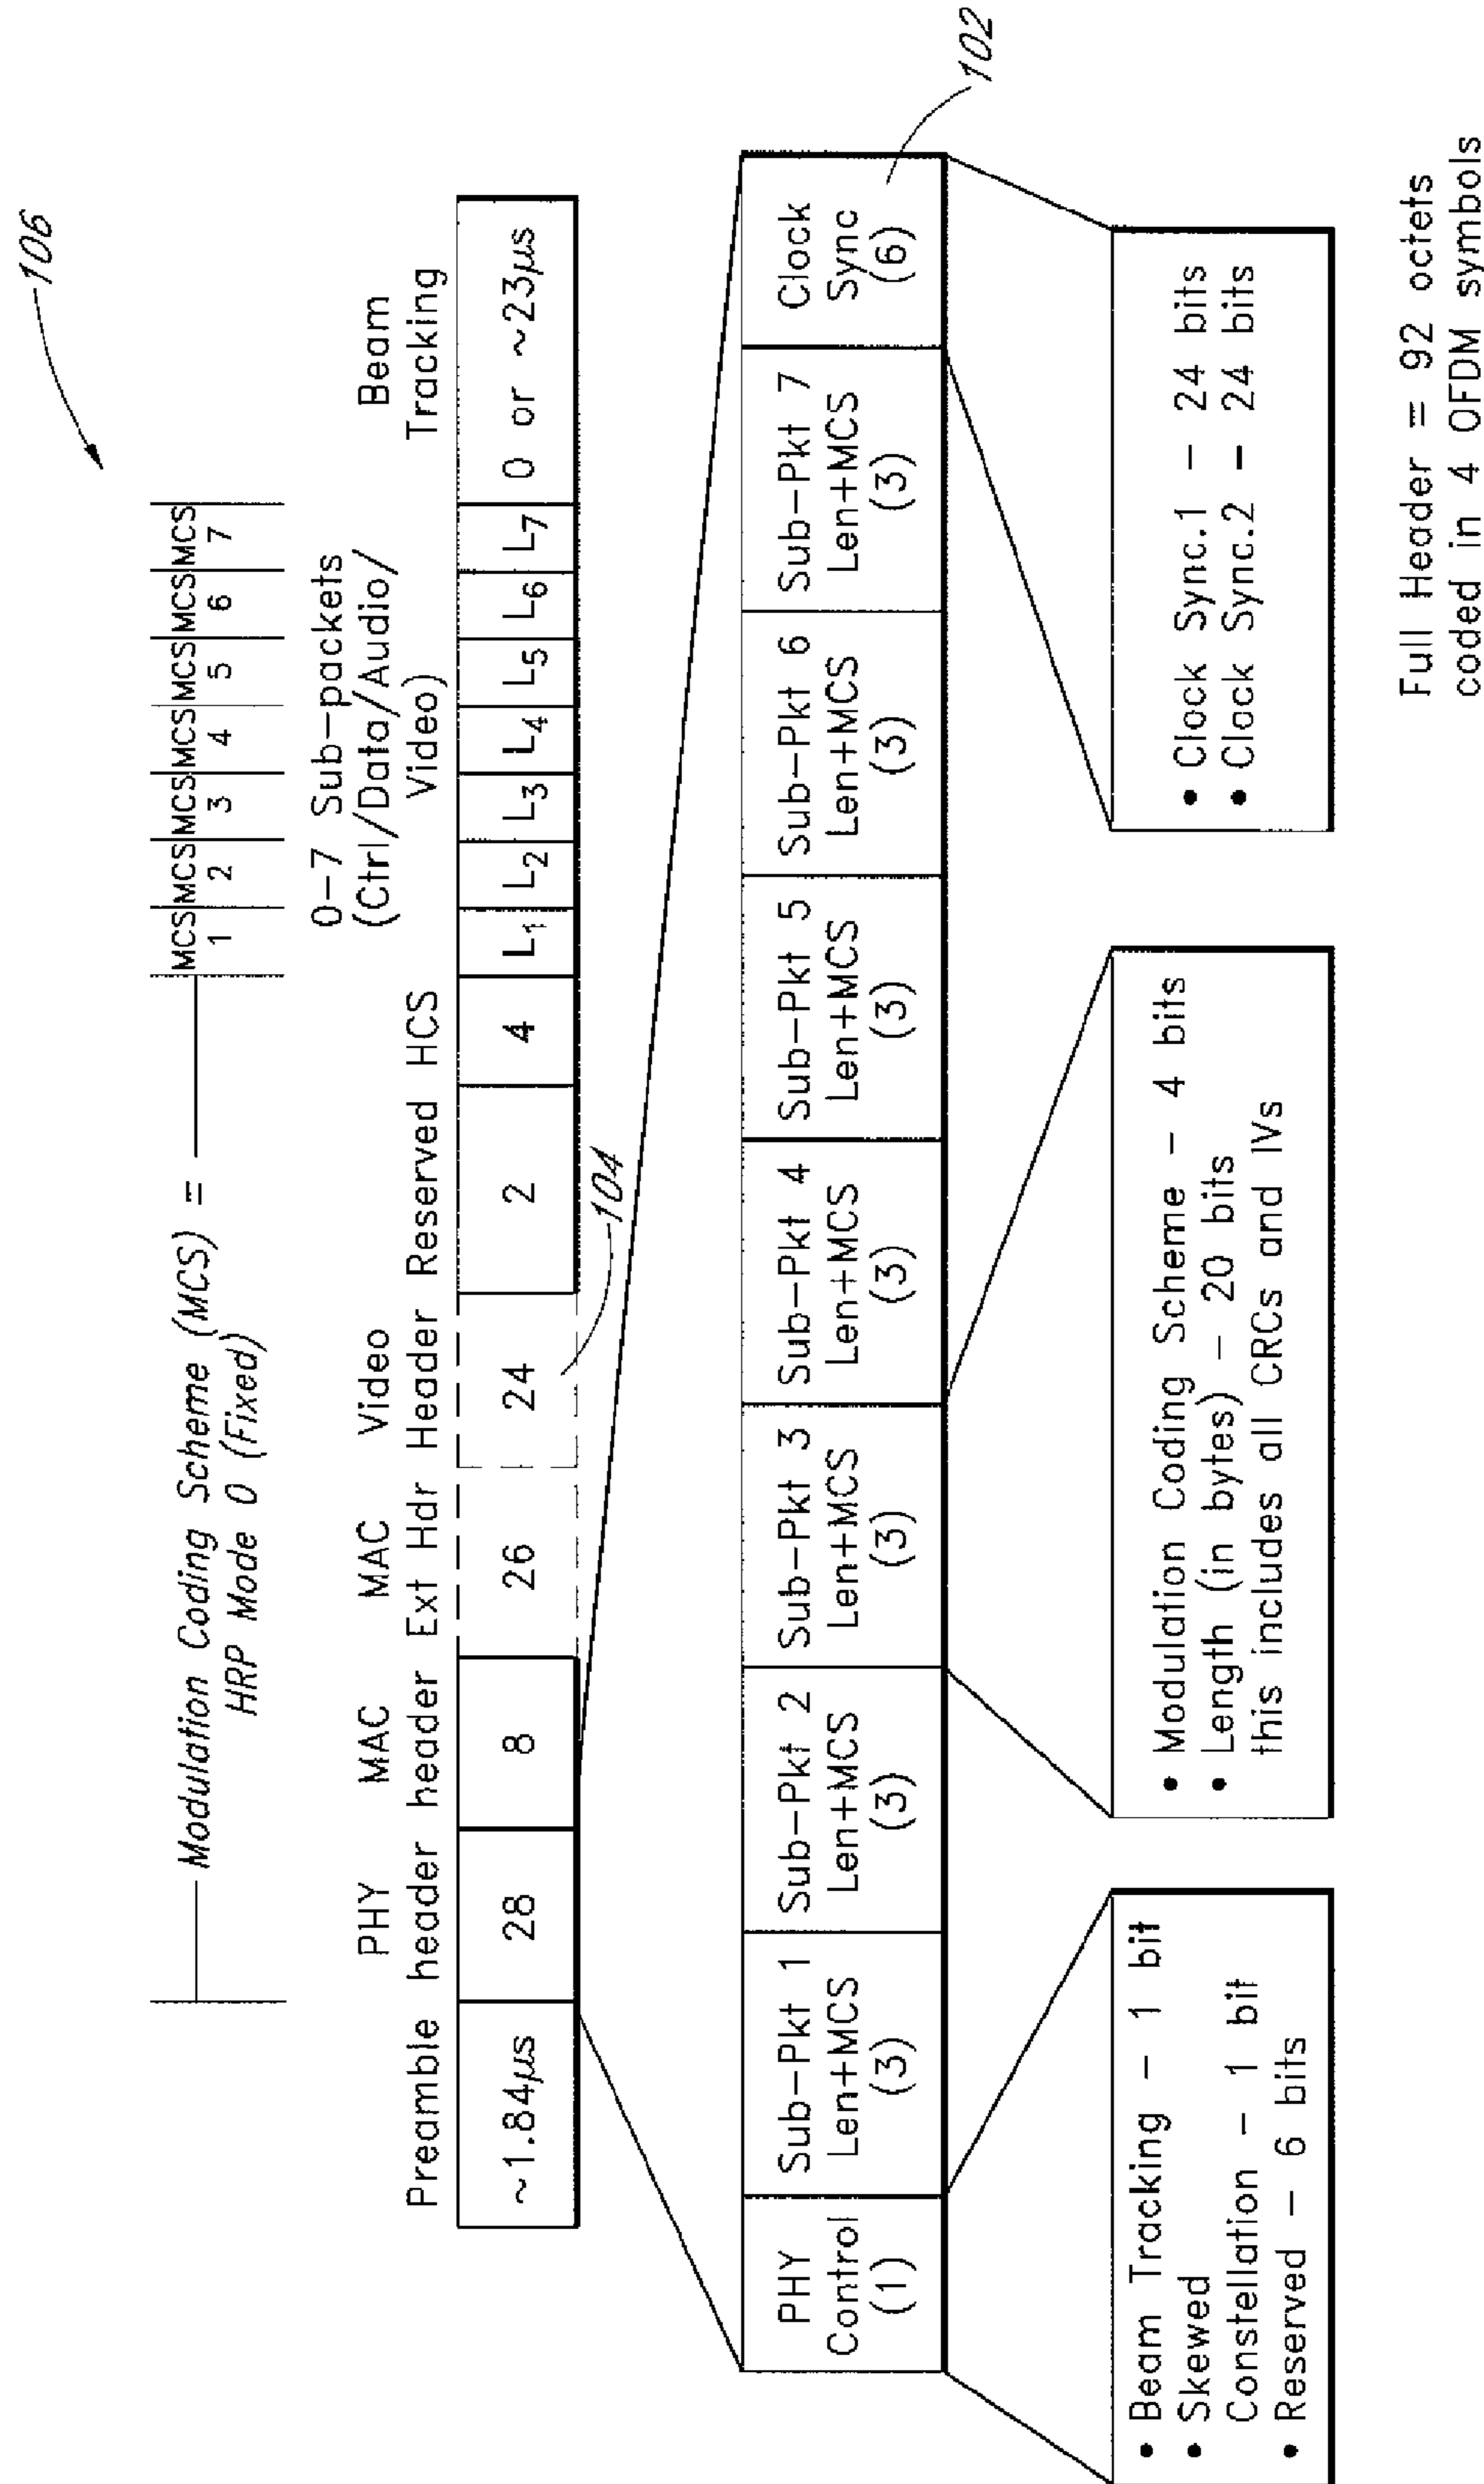 106
Modulation Coding Scheme (MCS) =
HRP Mode 0 (Fixed)
MCS MCS MCS MCS MCS MCS MCS
1 2 3 4 5 6 7
0-7 Sub-packets
(Ctrl/Data/Audio/
Video)
PHY MAC MAC Video Beam
Preamble header header Ext Hdr Header Reserved HCS Tracking
~1.84µs 28 8 26 24 2 4 L1 L2 L3 L4 L5 L6 L7 0 or ~23µs
104
PHY
Control
(1)
Sub-Pkt 1
Len+MCS
(3)
Sub-Pkt 2
Len+MCS
(3)
Sub-Pkt 3
Len+MCS
(3)
Sub-Pkt 4
Len+MCS
(3)
Sub-Pkt 5
Len+MCS
(3)
Sub-Pkt 6
Len+MCS
(3)
Sub-Pkt 7
Len+MCS
(3)
Clock
Sync
(6)
102
• Beam Tracking - 1 bit
• Skewed
Constellation - 1 bit
• Reserved - 6 bits
• Modulation Coding Scheme - 4 bits
• Length (in bytes) - 20 bits
this includes all CRCs and IVs
• Clock Sync.1 - 24 bits
• Clock Sync.2 - 24 bits
Full Header = 92 octets
coded in 4 OFDM symbols